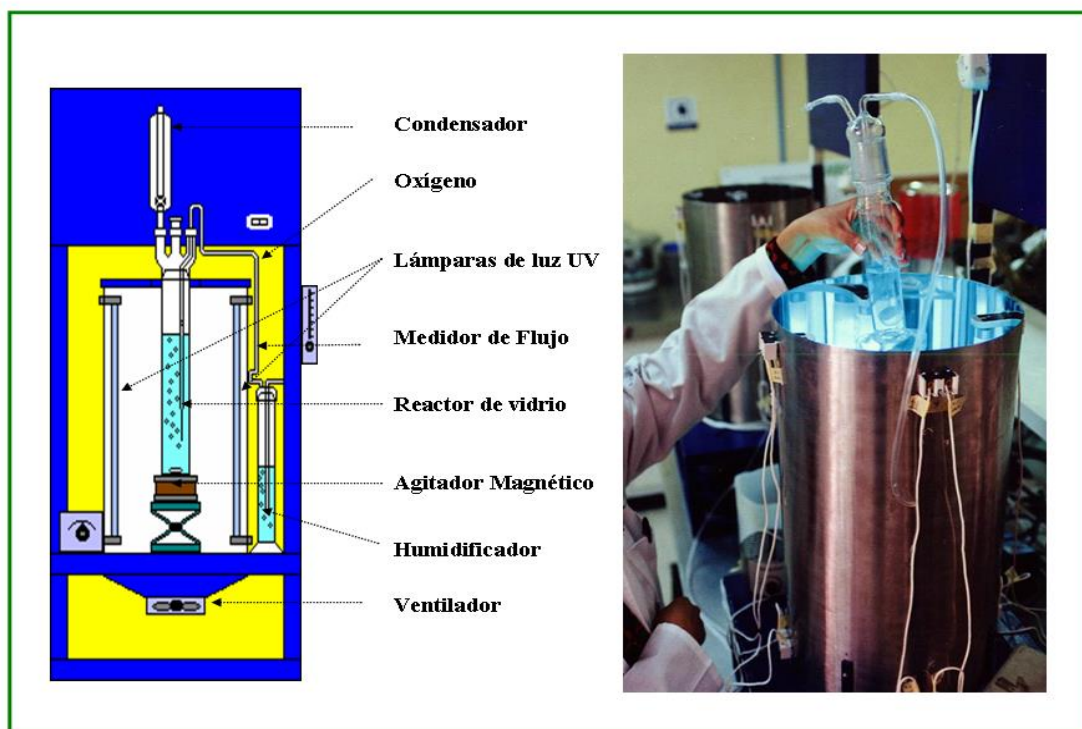 Condensador
Oxígeno
Lámparas de luz UV
Medidor de Flujo
Reactor de vidrio
Agitador Magnético
Humidificador
Ventilador